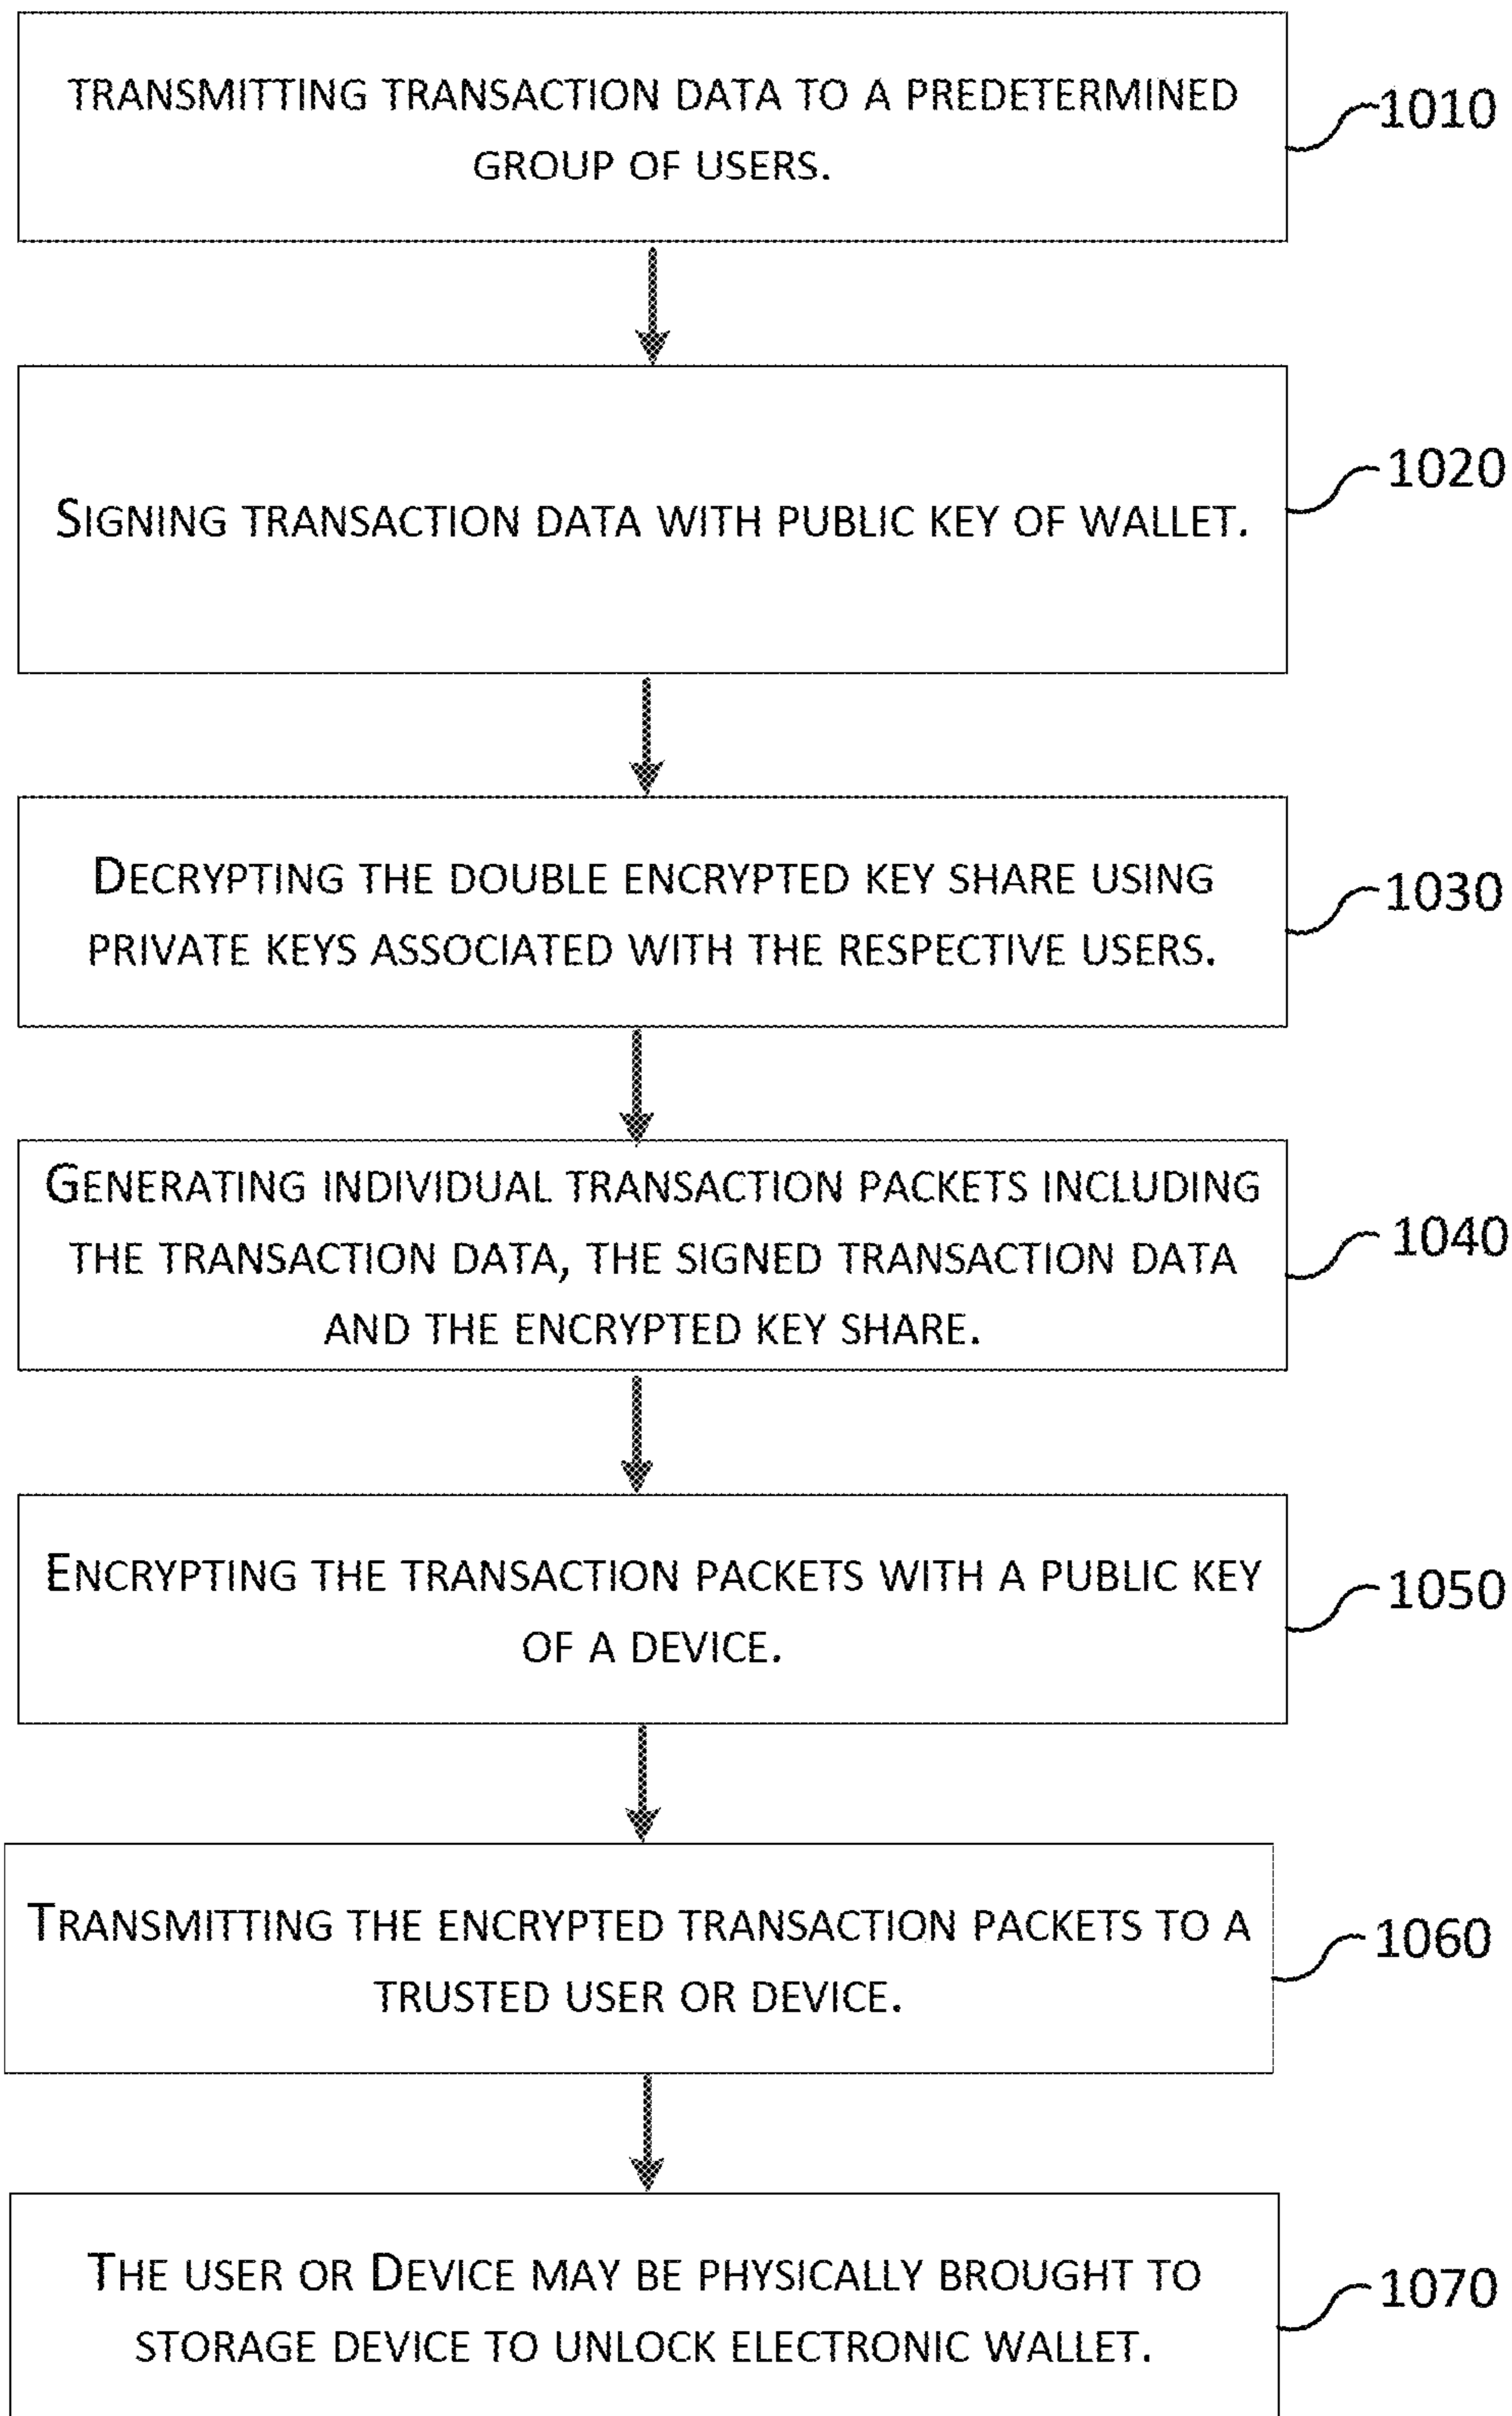 TRANSMITTING TRANSACTION DATA TO A PREDETERMINED
GROUP OF USERS.
1010
SIGNING TRANSACTION DATA WITH PUBLIC KEY OF WALLET.
1020
DECRYPTING THE DOUBLE ENCRYPTED KEY SHARE USING
PRIVATE KEYS ASSOCIATED WITH THE RESPECTIVE USERS.
1030
GENERATING INDIVIDUAL TRANSACTION PACKETS INCLUDING
THE TRANSACTION DATA, THE SIGNED TRANSACTION DATA
AND THE ENCRYPTED KEY SHARE.
1040
ENCRYPTING THE TRANSACTION PACKETS WITH A PUBLIC KEY
OF A DEVICE.
1050
TRANSMITTING THE ENCRYPTED TRANSACTION PACKETS TO A
TRUSTED USER OR DEVICE.
1060
THE USER OR DEVICE MAY BE PHYSICALLY BROUGHT TO
STORAGE DEVICE TO UNLOCK ELECTRONIC WALLET.
1070